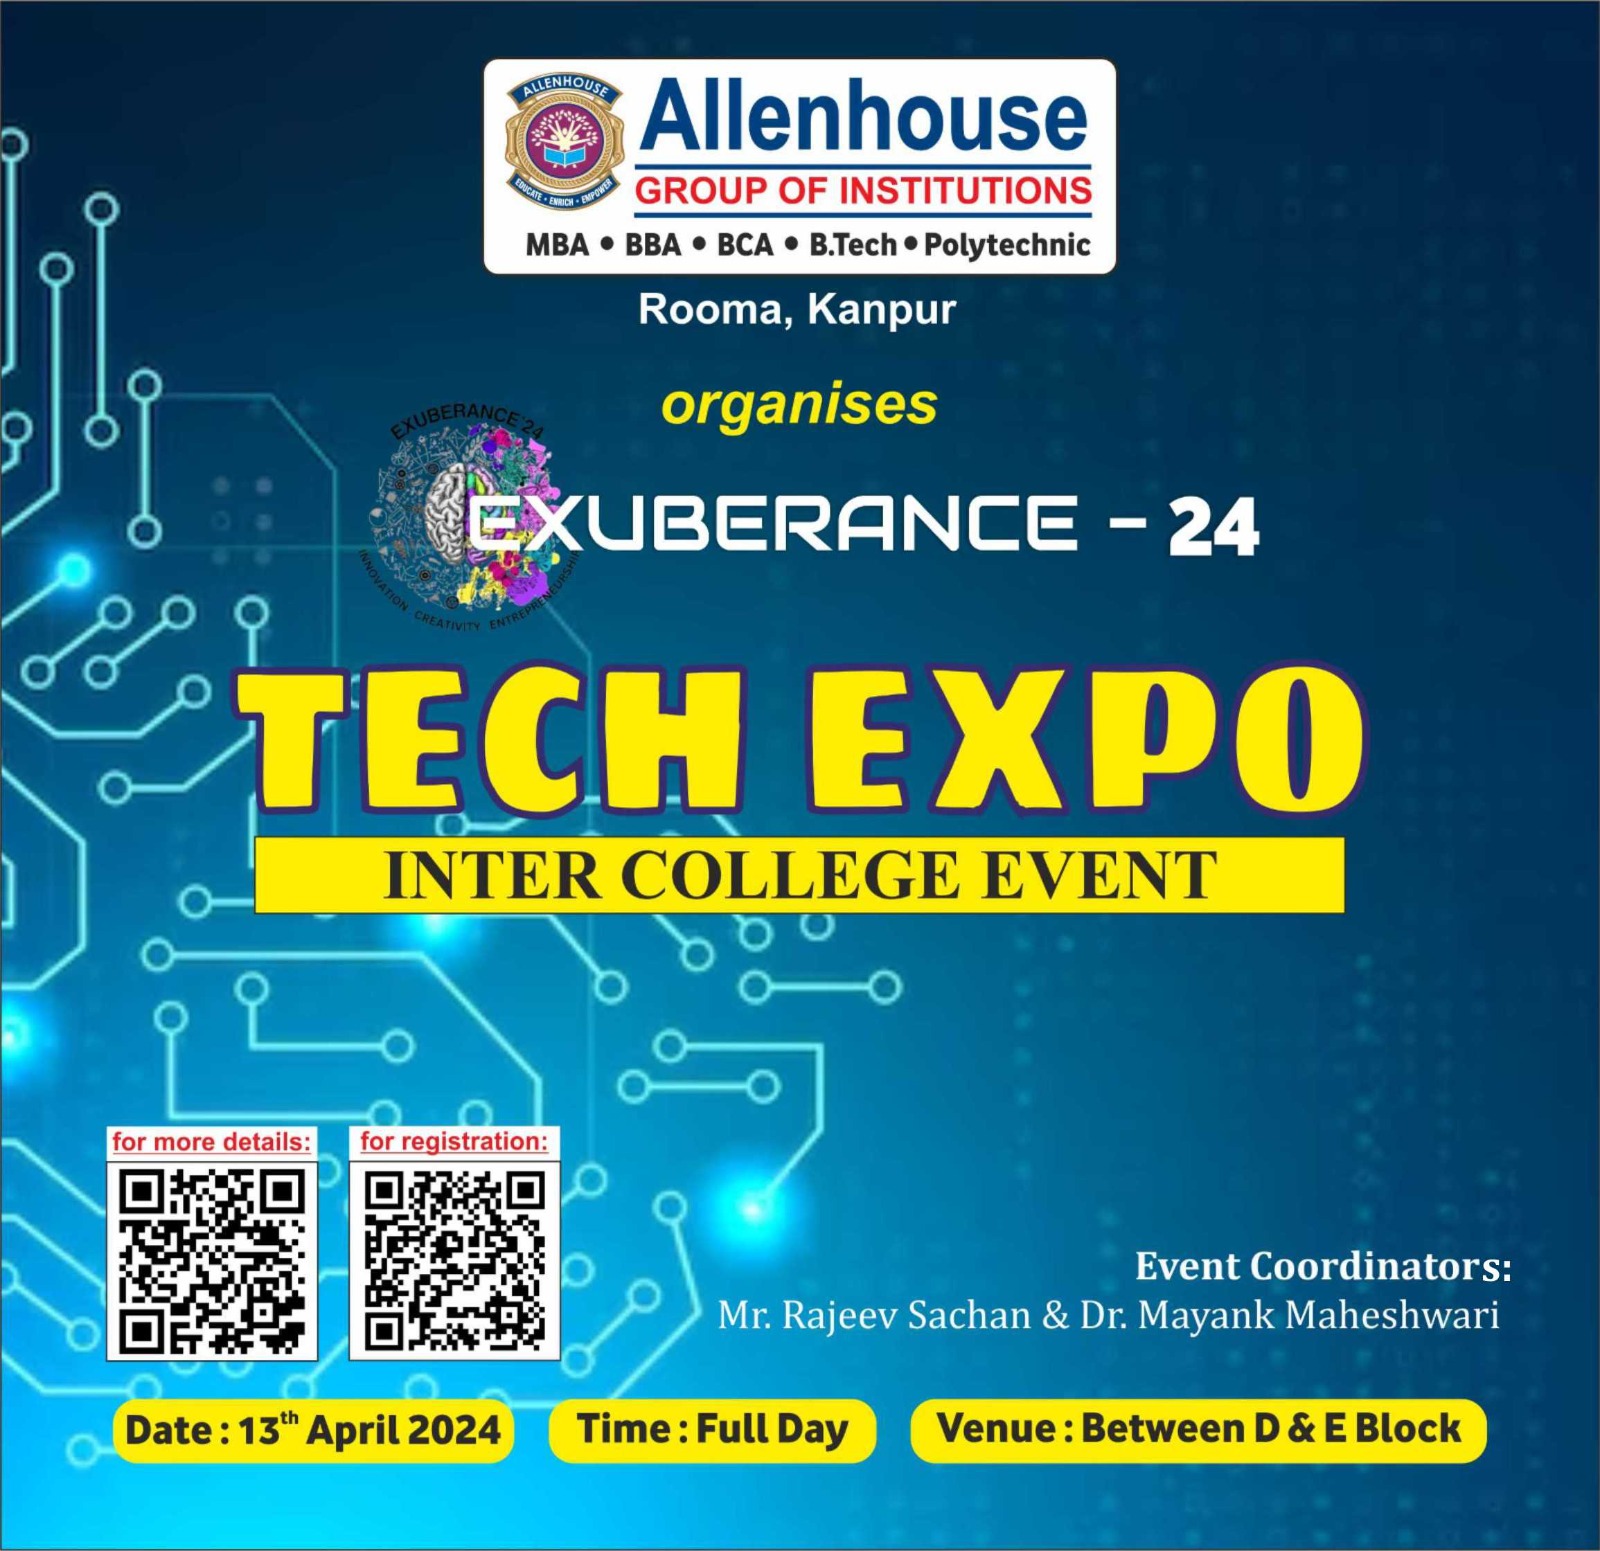 ALLENHOUSE
EDUCATE • ENRICH • EMPOWER
Allenhouse
GROUP OF INSTITUTIONS
MBA • BBA • BCA • B.Tech • Polytechnic
Rooma, Kanpur
organises
EXUBERANCE'24
INNOVATION CREATIVITY ENTREPRENEURSHIP
EXUBERANCE - 24
TECH EXPO
INTER COLLEGE EVENT
for more details:
for registration:
Event Coordinators:
Mr. Rajeev Sachan & Dr. Mayank Maheshwari
Date : 13th April 2024
Time : Full Day
Venue : Between D & E Block